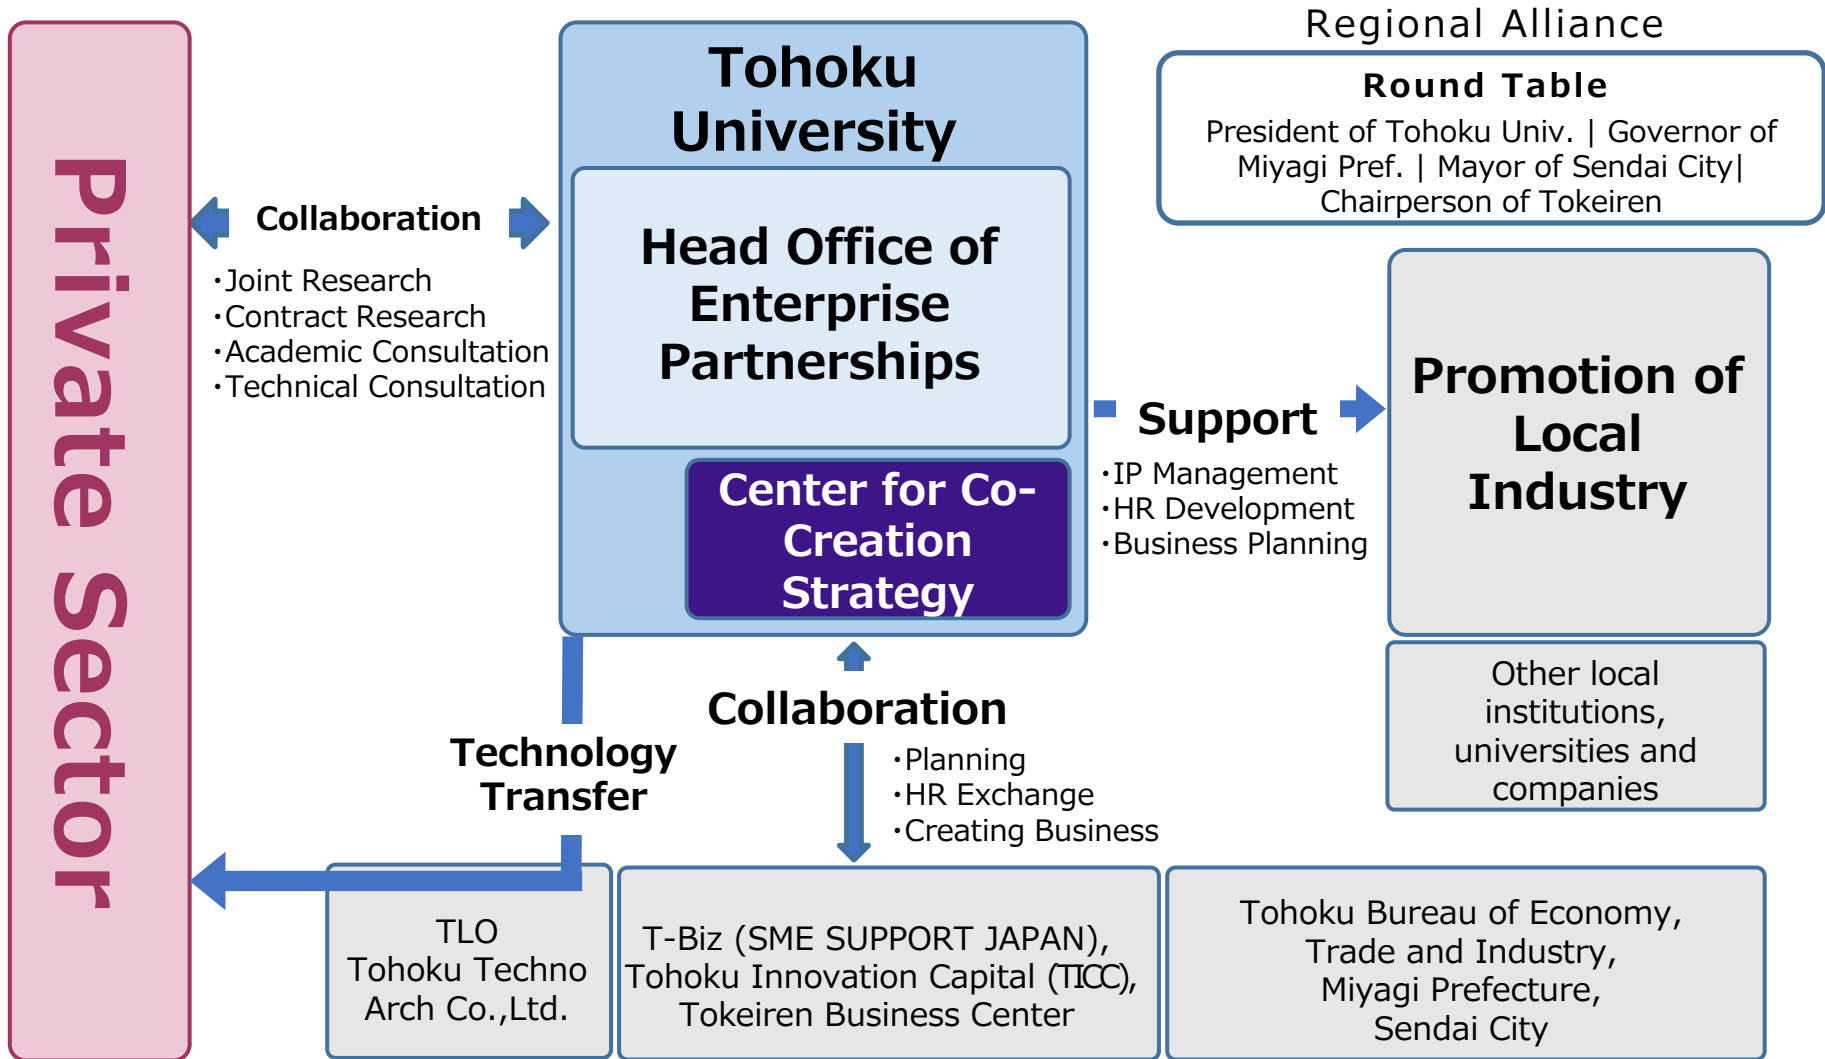 Private Sector
Collaboration
・Joint Research
・Contract Research
・Academic Consultation
・Technical Consultation
Tohoku
University
Head Office of
Enterprise
Partnerships
Center for Co-
Creation
Strategy
Regional Alliance
Round Table
President of Tohoku Univ. | Governor of
Miyagi Pref. | Mayor of Sendai City|
Chairperson of Tokeiren
Support
・IP Management
・HR Development
・Business Planning
Promotion of
Local
Industry
Other local
institutions,
universities and
companies
Technology
Transfer
Collaboration
・Planning
・HR Exchange
・Creating Business
TLO
Tohoku Techno
Arch Co.,Ltd.
T-Biz (SME SUPPORT JAPAN),
Tohoku Innovation Capital (TICC),
Tokeiren Business Center
Tohoku Bureau of Economy,
Trade and Industry,
Miyagi Prefecture,
Sendai City